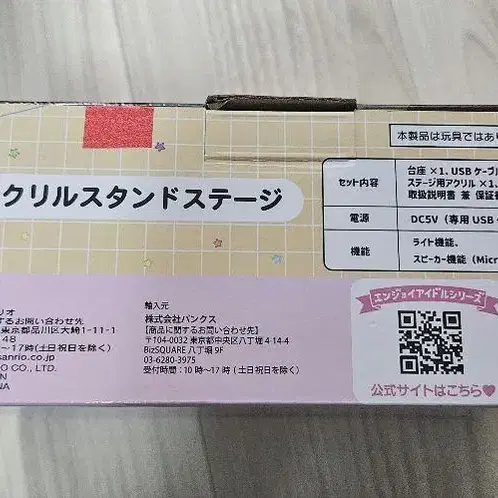 本製品は玩具ではあり
クリルスタンドステージ
セット内容
台座×1、USBケーブル
ステージ用アクリル×1、
取扱説明書 兼 保証
電源
DC5V（専用USB
機能
ライト機能、
スピーカー機能（Micr
リオ
するお問い合わせ先
東京都品川区大崎1-11-1
48
～17時(土日祝日を除く)
sanrio.co.jp
O CO., LTD.
N
NA
輸入元
株式会社バンクス
【商品に関するお問い合わせ先】
〒104-0032 東京都中央区八丁堀 4-14-4
BizSQUARE 八丁堀 9F
03-6280-3975
受付時間：10時～17時（土日祝日を除く）
エンジョイアイドルシリーズ
公式サイトはこちら♥